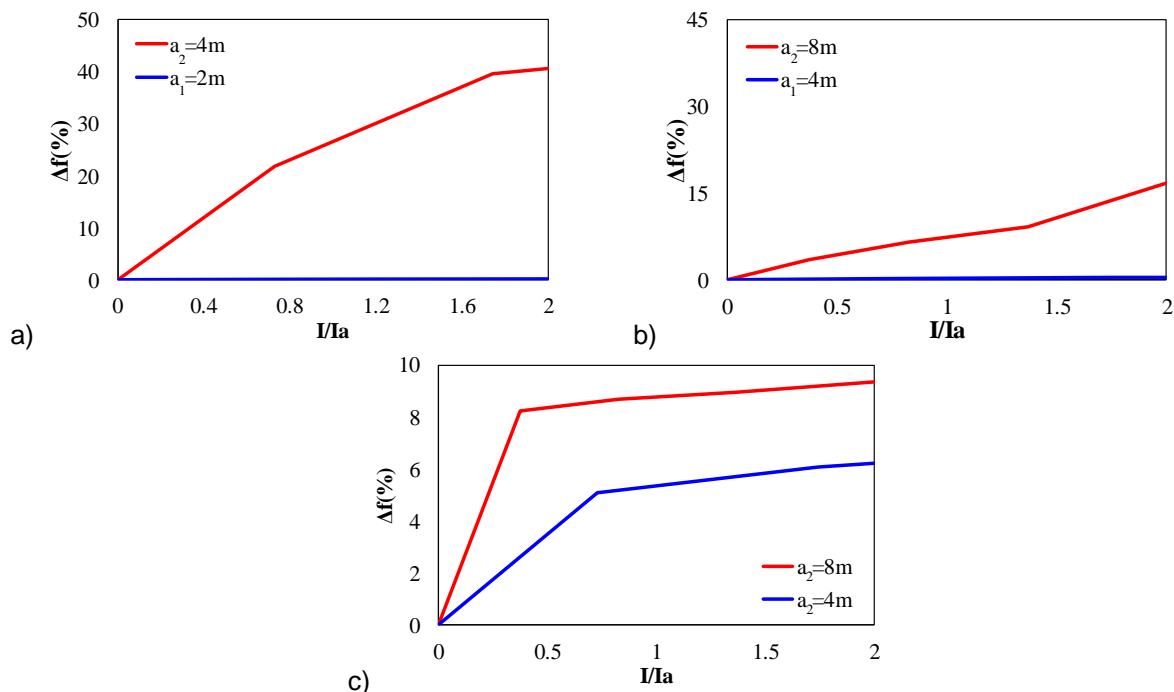 50
40
30
20
10
0
Δf(%)
a₂=4m
a₁=2m
0 0.4 0.8 1.2 1.6 2
I/Ia
a)
45
30
15
0
Δf(%)
a₂=8m
a₁=4m
0 0.5 1 1.5 2
I/Ia
b)
10
8
6
4
2
0
Δf(%)
a₂=8m
a₂=4m
0 0.5 1 1.5 2
I/Ia
c)